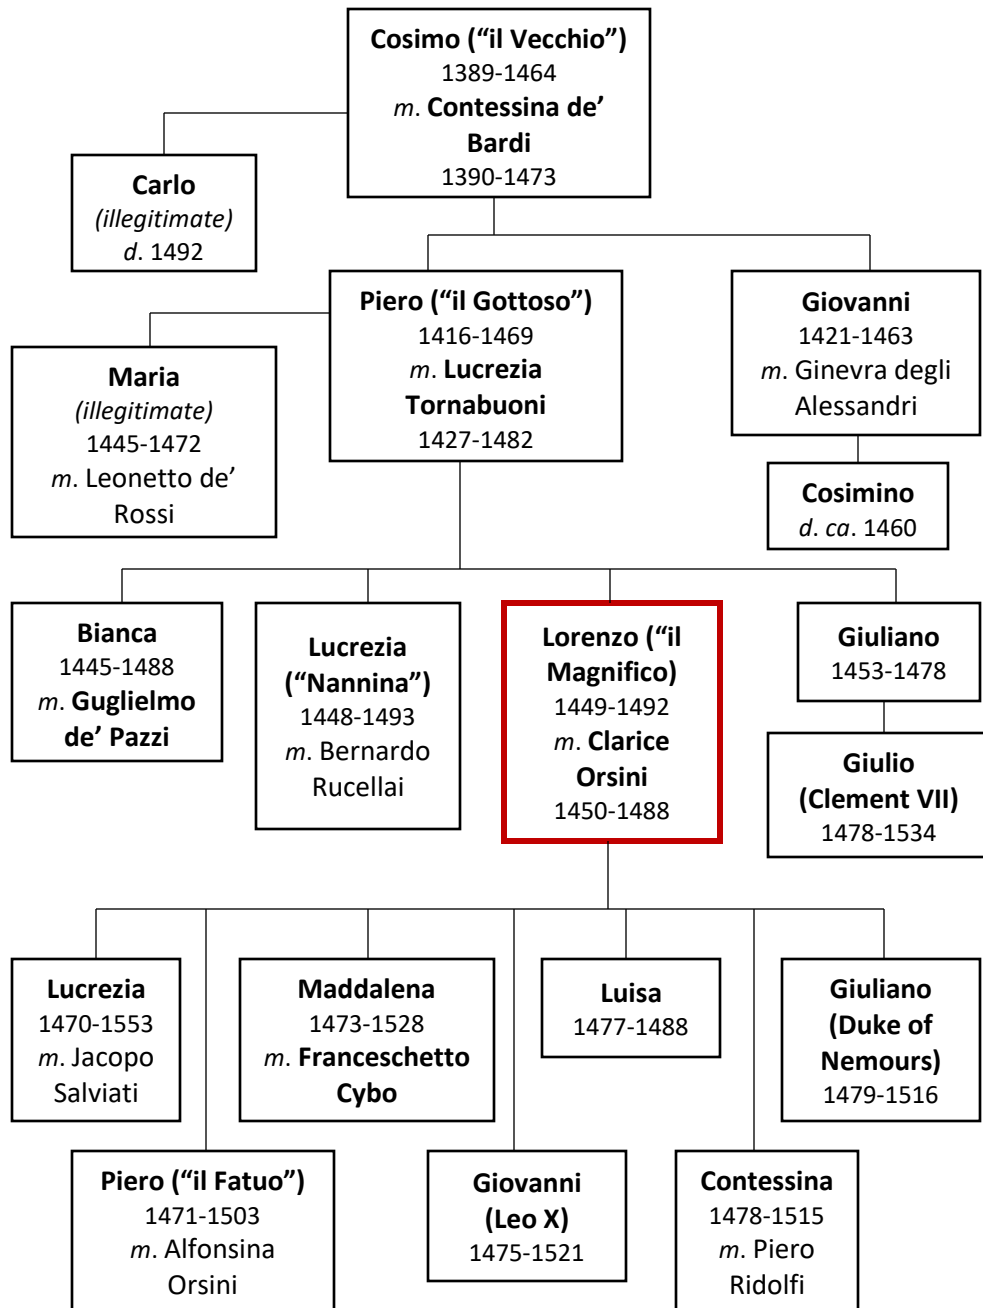 Cosimo (“il Vecchio”)
1389-1464
m. Contessina de’
Bardi
1390-1473
Carlo
(illegitimate)
d. 1492
Piero (“il Gottoso”)
1416-1469
m. Lucrezia
Tornabuoni
1427-1482
Giovanni
1421-1463
m. Ginevra degli
Alessandri
Maria
(illegitimate)
1445-1472
m. Leonetto de’
Rossi
Cosimino
d. ca. 1460
Bianca
1445-1488
m. Guglielmo
de’ Pazzi
Lucrezia
(“Nannina”)
1448-1493
m. Bernardo
Rucellai
Lorenzo (“il
Magnifico)
1449-1492
m. Clarice
Orsini
1450-1488
Giuliano
1453-1478
Giulio
(Clement VII)
1478-1534
Lucrezia
1470-1553
m. Jacopo
Salviati
Maddalena
1473-1528
m. Franceschetto
Cybo
Luisa
1477-1488
Giuliano
(Duke of
Nemours)
1479-1516
Piero (“il Fatuo”)
1471-1503
m. Alfonsina
Orsini
Giovanni
(Leo X)
1475-1521
Contessina
1478-1515
m. Piero
Ridolfi